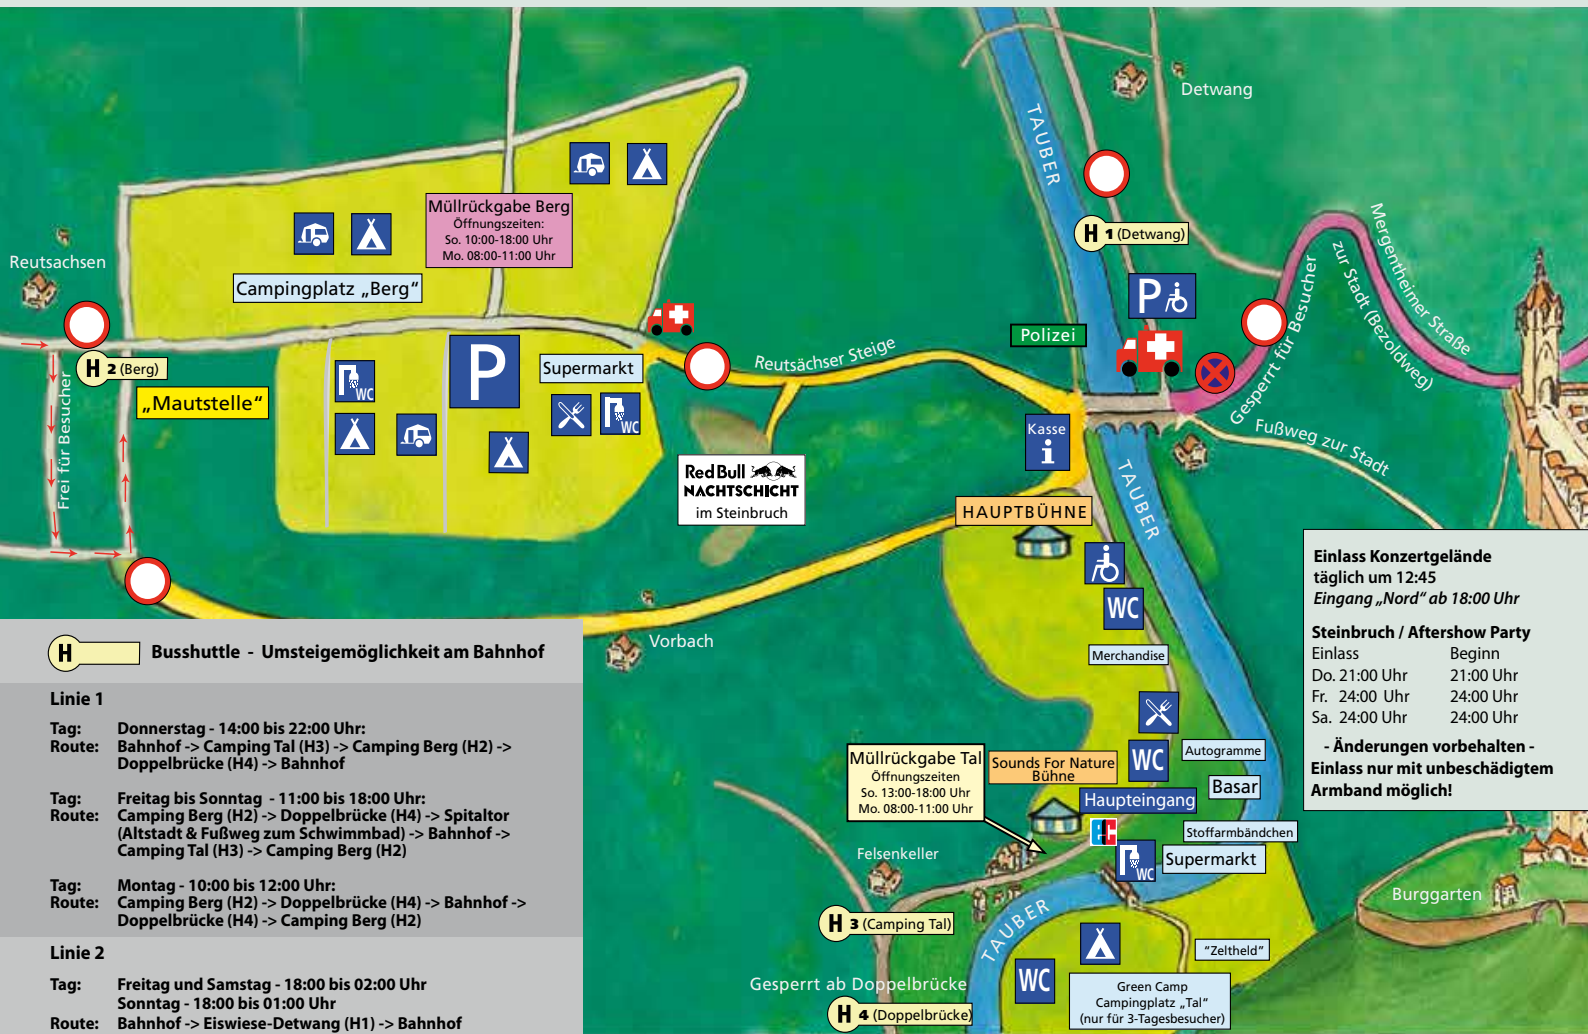 Detwang
TAUBER
H 1 (Detwang)
Mergentheimer Straße
zur Stadt (Bezoldweg)
Gesperrt für Besucher
Fußweg zur Stadt
P
Polizei
Müllrückgabe Berg
Öffnungszeiten:
So. 10:00-18:00 Uhr
Mo. 08:00-11:00 Uhr
Campingplatz „Berg“
Reutsachsen
H 2 (Berg)
„Mautstelle“
Frei für Besucher
WC
P
Supermarkt
WC
Reutsächser Steige
Red Bull
NACHTSCHICHT
im Steinbruch
Kasse
i
TAUBER
HAUPTBÜHNE
WC
Merchandise
Vorbach
Einlass Konzertgelände
täglich um 12:45
Eingang „Nord“ ab 18:00 Uhr
Steinbruch / Aftershow Party
Einlass Beginn
Do. 21:00 Uhr 21:00 Uhr
Fr. 24:00 Uhr 24:00 Uhr
Sa. 24:00 Uhr 24:00 Uhr
- Änderungen vorbehalten -
Einlass nur mit unbeschädigtem
Armband möglich!
Müllrückgabe Tal
Öffnungszeiten
So. 13:00-18:00 Uhr
Mo. 08:00-11:00 Uhr
Sounds For Nature
Bühne
WC
Autogramme
Basar
Haupteingang
EC
Stoffarmbändchen
WC
Supermarkt
Felsenkeller
Burggarten
H 3 (Camping Tal)
TAUBER
"Zeltheld"
WC
Green Camp
Campingplatz „Tal“
(nur für 3-Tagesbesucher)
Gesperrt ab Doppelbrücke
H 4 (Doppelbrücke)
H Busshuttle - Umsteigemöglichkeit am Bahnhof
Linie 1
Tag: Donnerstag - 14:00 bis 22:00 Uhr:
Route: Bahnhof -> Camping Tal (H3) -> Camping Berg (H2) ->
Doppelbrücke (H4) -> Bahnhof
Tag: Freitag bis Sonntag - 11:00 bis 18:00 Uhr:
Route: Camping Berg (H2) -> Doppelbrücke (H4) -> Spitaltor
(Altstadt & Fußweg zum Schwimmbad) -> Bahnhof ->
Camping Tal (H3) -> Camping Berg (H2)
Tag: Montag - 10:00 bis 12:00 Uhr:
Route: Camping Berg (H2) -> Doppelbrücke (H4) -> Bahnhof ->
Doppelbrücke (H4) -> Camping Berg (H2)
Linie 2
Tag: Freitag und Samstag - 18:00 bis 02:00 Uhr
Sonntag - 18:00 bis 01:00 Uhr
Route: Bahnhof -> Eiswiese-Detwang (H1) -> Bahnhof